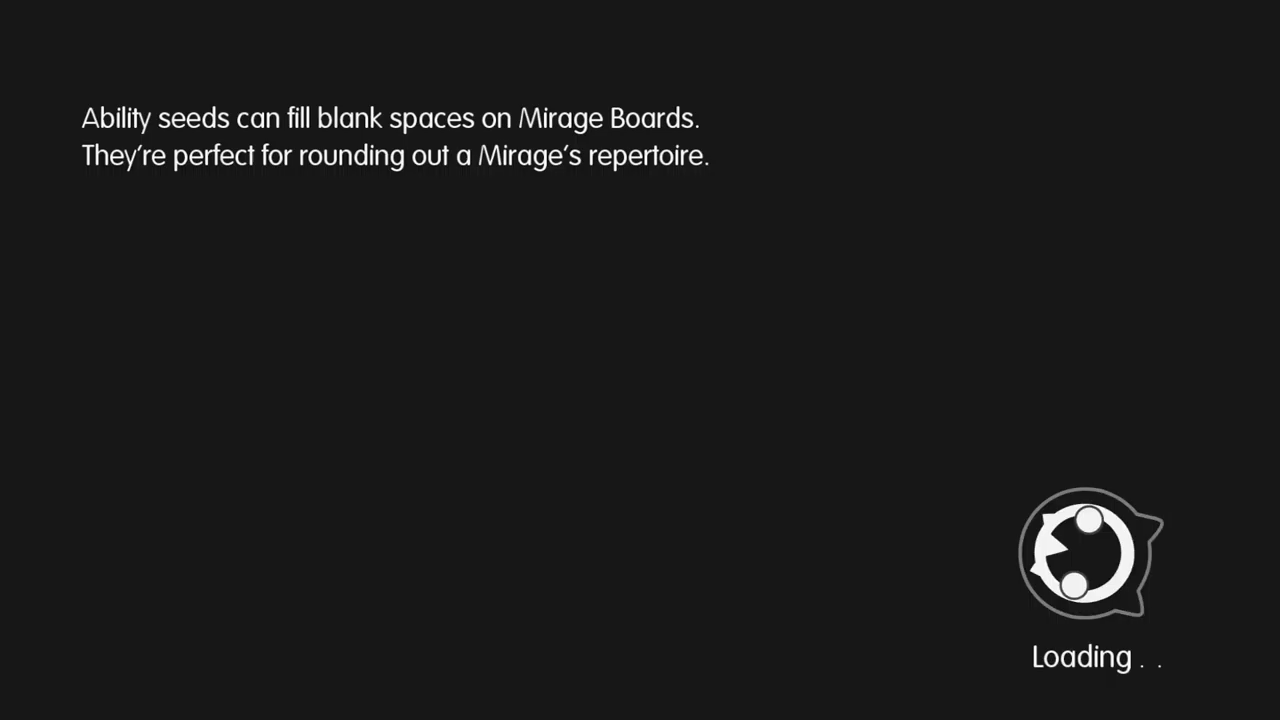 Ability seeds can fill blank spaces on Mirage Boards.
They're perfect for rounding out a Mirage's repertoire.
Loading . .